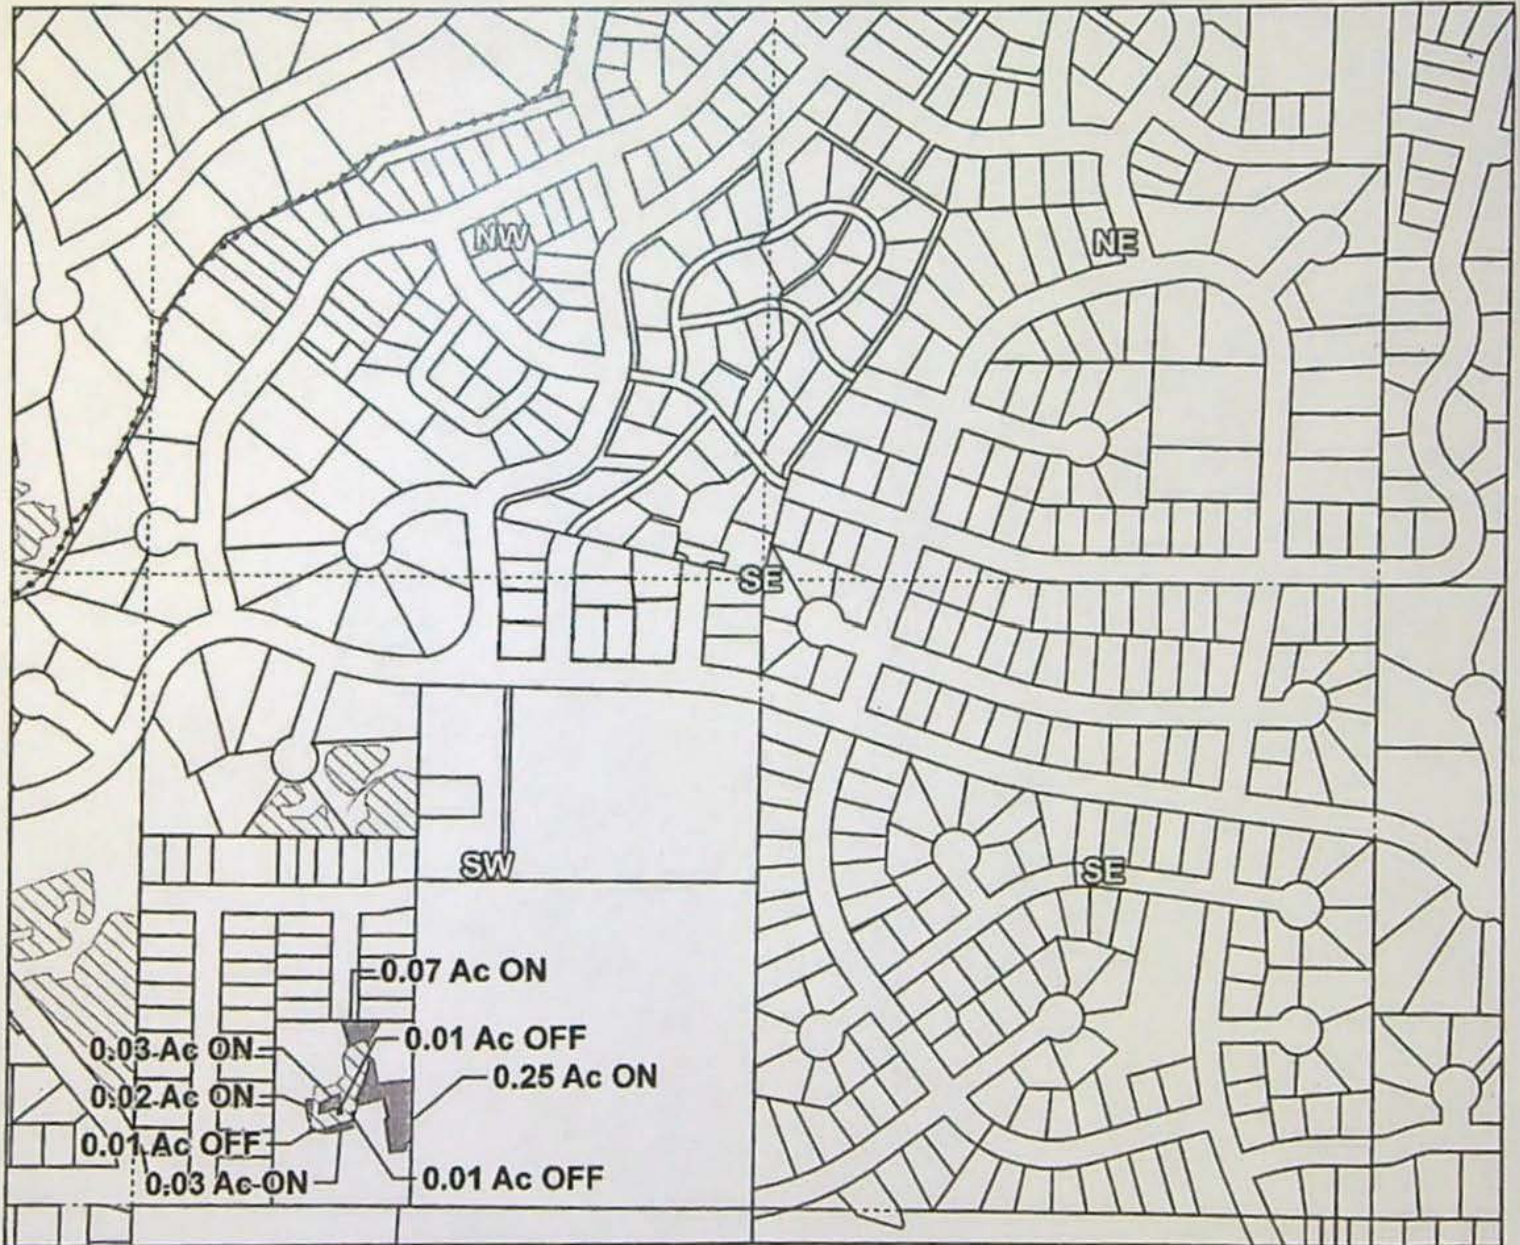 NW
NE
SE
SW
SE
0.07 Ac ON
0.03 Ac ON
0.01 Ac OFF
0.25 Ac ON
0.02 Ac ON
0.01 Ac OFF
0.03 Ac ON
0.01 Ac OFF